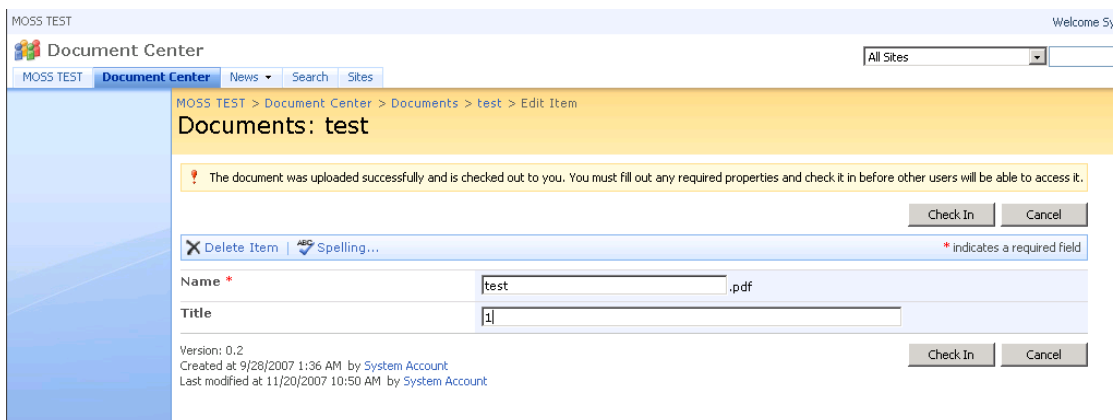 MOSS TEST
Welcome Sy
Document Center
All Sites
MOSS TEST Document Center News Search Sites
MOSS TEST > Document Center > Documents > test > Edit Item
Documents: test
The document was uploaded successfully and is checked out to you. You must fill out any required properties and check it in before other users will be able to access it.
Check In Cancel
Delete Item | ABC Spelling... * indicates a required field
Name * test .pdf
Title 1
Version: 0.2
Created at 9/28/2007 1:36 AM by System Account
Last modified at 11/20/2007 10:50 AM by System Account
Check In Cancel